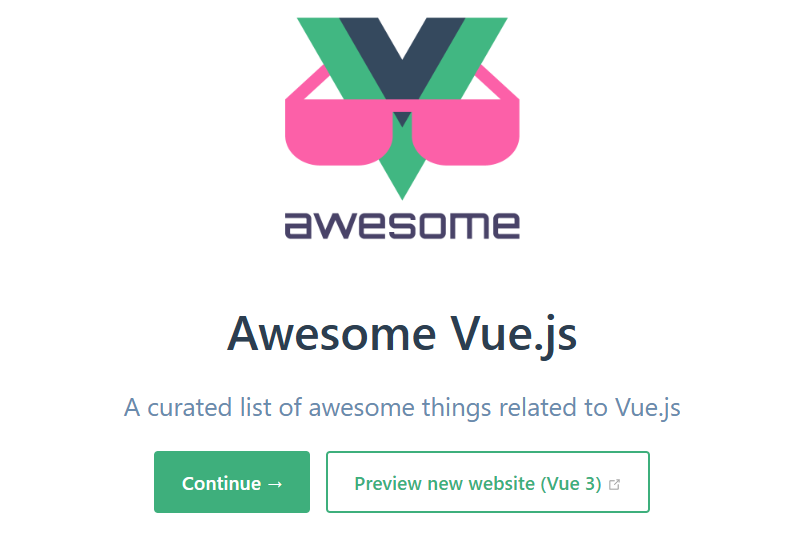 awesome
Awesome Vue.js
A curated list of awesome things related to Vue.js
Continue →
Preview new website (Vue 3)